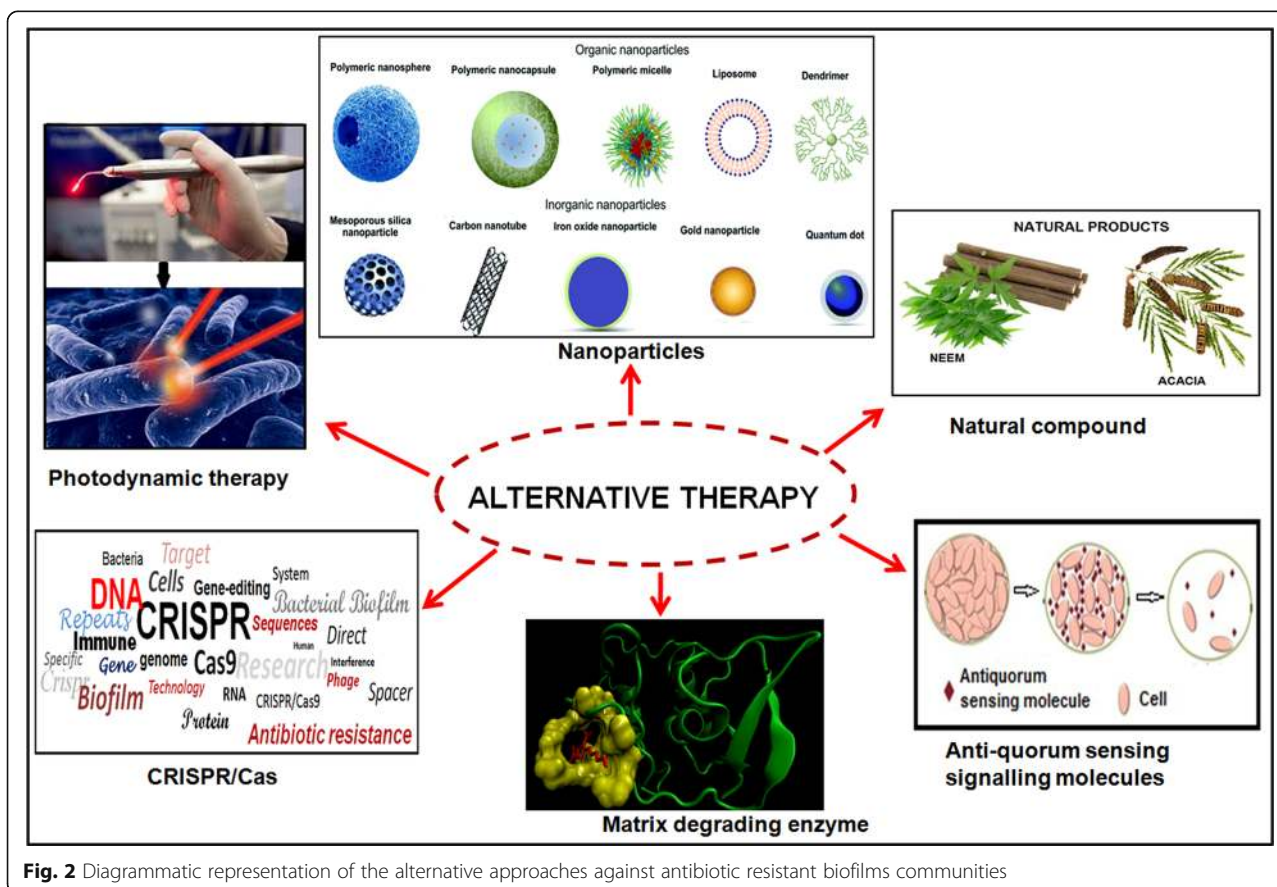 Organic nanoparticles
Polymeric nanosphere
Polymeric nanocapsule
Polymeric micelle
Liposome
Dendrimer
Inorganic nanoparticles
Mesoporous silica
nanoparticle
Carbon nanotube
Iron oxide nanoparticle
Gold nanoparticle
Quantum dot
Nanoparticles
NATURAL PRODUCTS
NEEM
ACACIA
Natural compound
Photodynamic therapy
ALTERNATIVE THERAPY
Bacteria
Target
DNA
Cells
Gene-editing
System
Bacterial Biofilm
Repeats
CRISPR
Sequences
Direct
Immune
Human
Specific
Gene
genome
Cas9
Research
Interference
Crispr
Biofilm
Technology
RNA
CRISPR/Cas9
Phage
Spacer
Protein
Antibiotic resistance
CRISPR/Cas
Matrix degrading enzyme
Antiquorum
sensing molecule
Cell
Anti-quorum sensing
signalling molecules
Fig. 2 Diagrammatic representation of the alternative approaches against antibiotic resistant biofilms communities